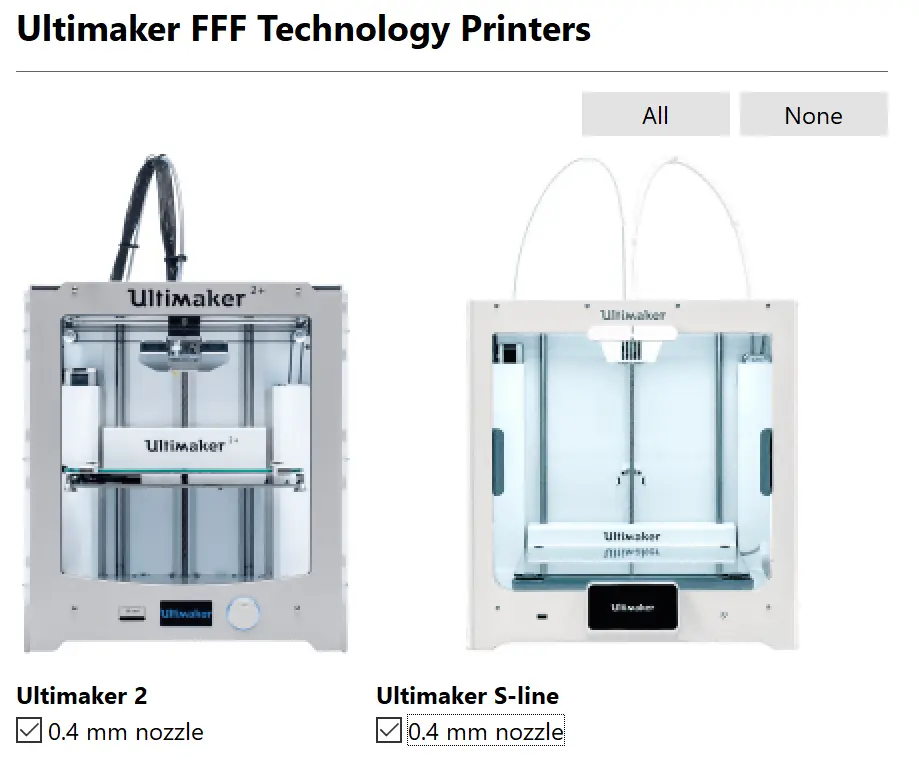 Ultimaker FFF Technology Printers
All
None
Ultimaker 2+
Ultimaker
Ultimaker 2+
Ultimaker
Ultimaker
Ultimaker
Ultimaker
Ultimaker 2
Ultimaker S-line
0.4 mm nozzle
0.4 mm nozzle